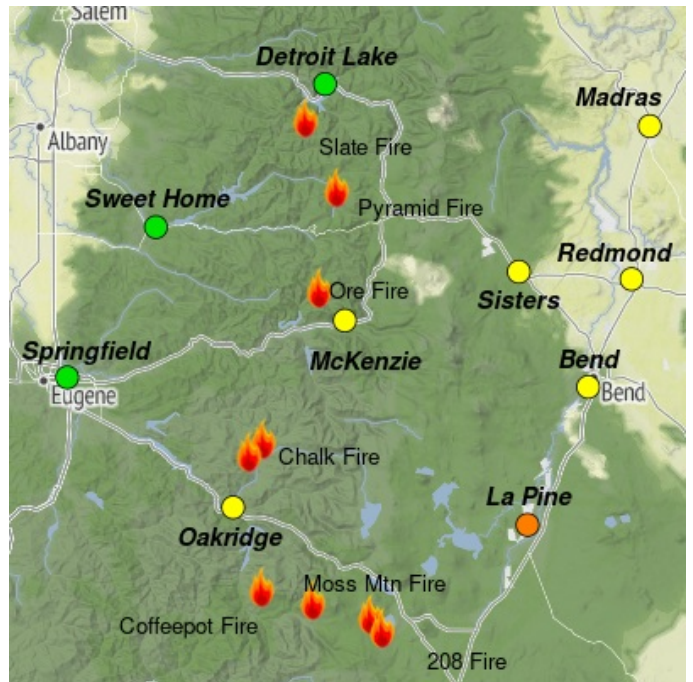 Salem
Detroit Lake
Madras
Albany
Slate Fire
Sweet Home
Pyramid Fire
Redmond
Ore Fire
Sisters
Springfield
McKenzie
Bend
Eugene
Bend
Chalk Fire
La Pine
Oakridge
Moss Mtn Fire
Coffeepot Fire
208 Fire